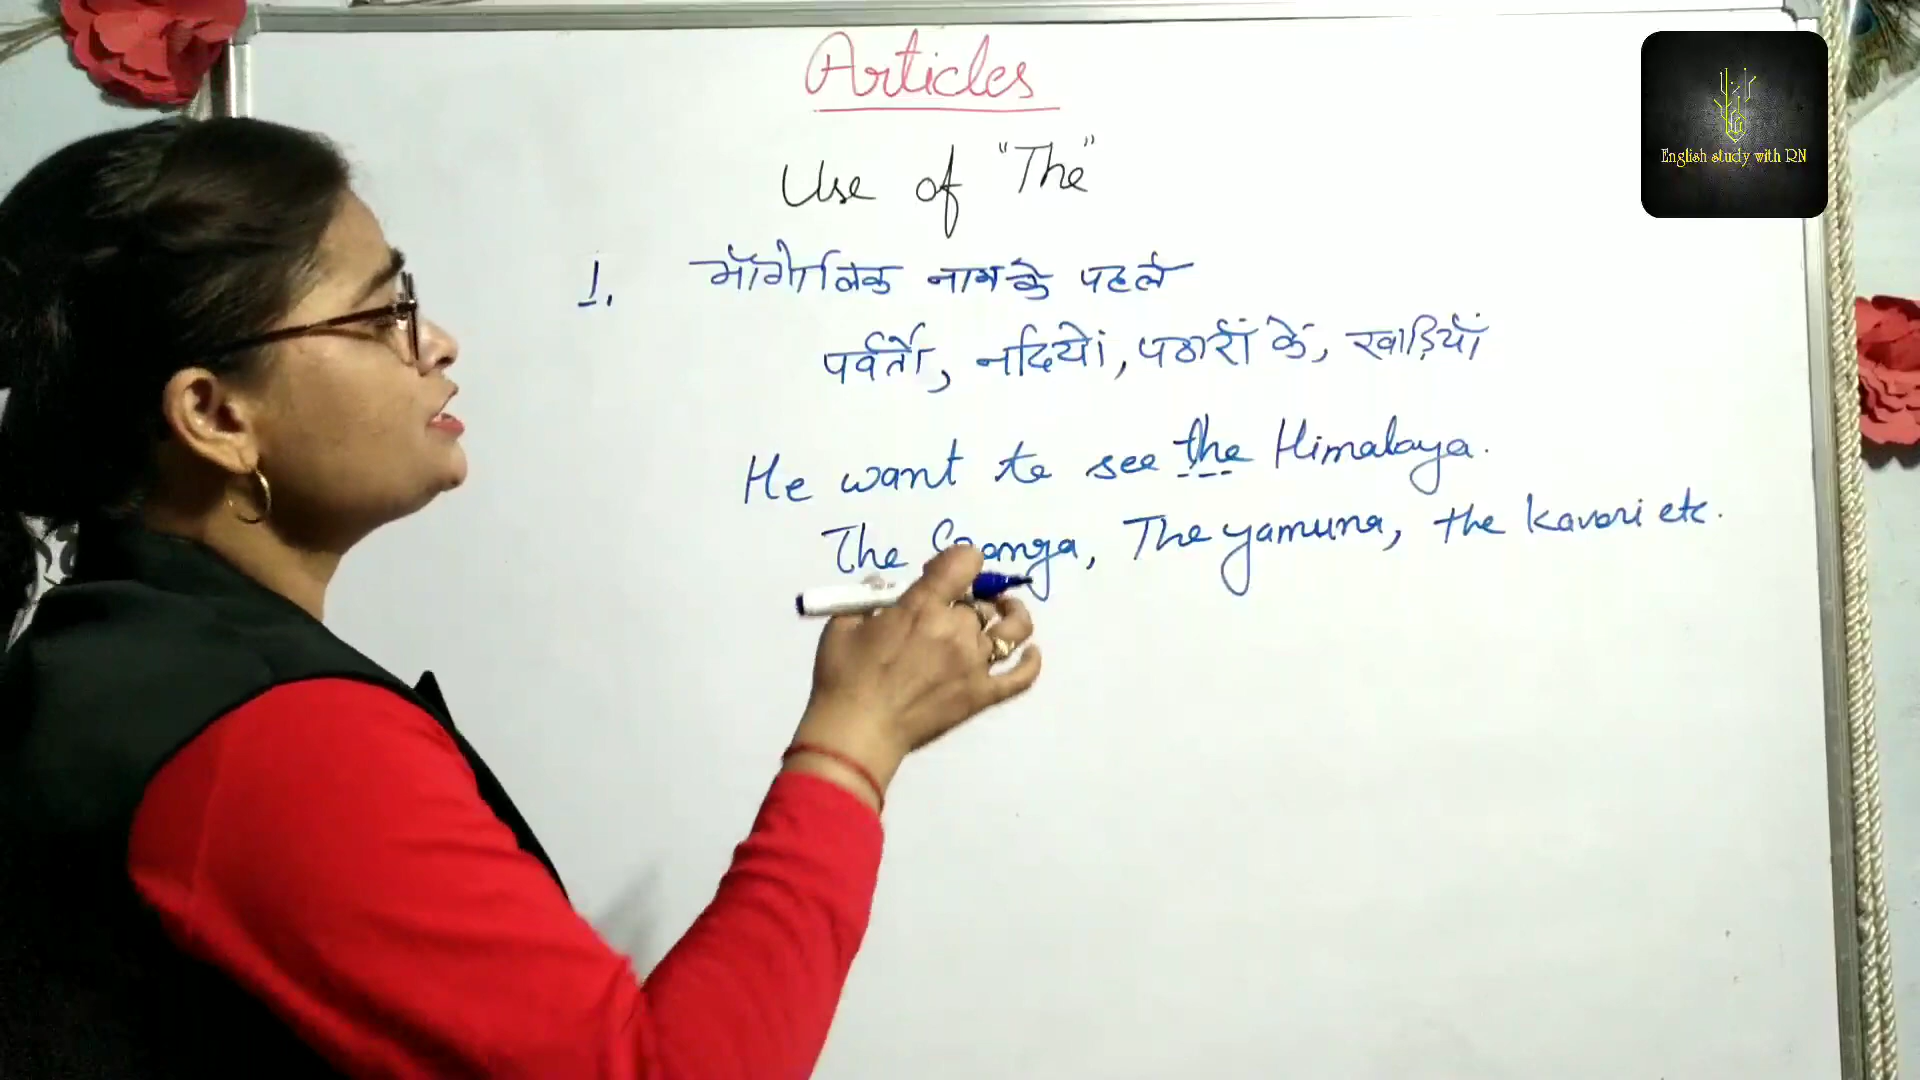 Articles
Use of "The"
1. भौगोलिक नाम के पहले
पर्वतो, नदियों, पठारों के, खाड़ियों
He want to see the Himalaya.
The Ganga, The yamuna, the kavari etc.
English study with RN